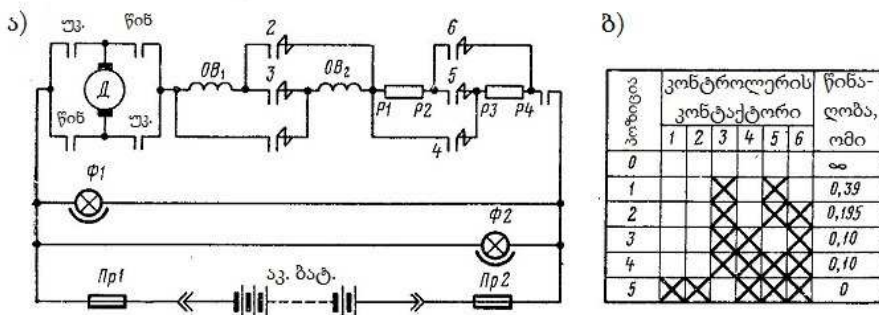 ა)
უკ.
წინ
Д
წინ
უკ.
ОВ1
2
3
ОВ2
Р1
Р2
6
5
Р3
Р4
4
Ф1
Ф2
Пр1
აკ. ბატ.
Пр2
ბ)
პოზიცია
კონტროლერის კონტაქტორი
წინაღობა, ომი
1 2 3 4 5 6
0 ∞
1 0,39
2 0,195
3 0,10
4 0,10
5 0